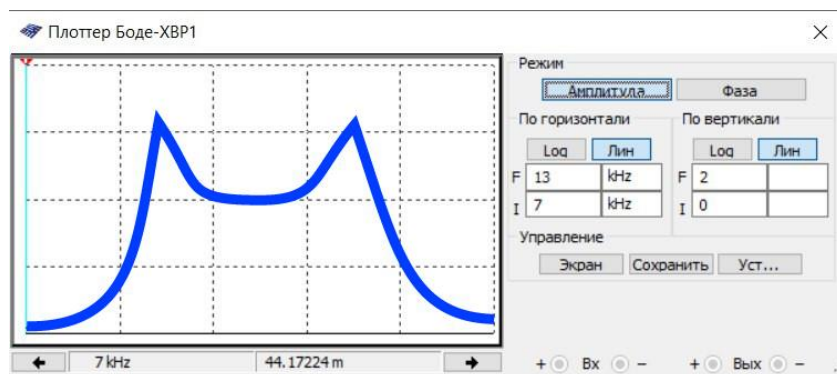 Плоттер Боде-XBP1
Режим
Амплитуда Фаза
По горизонтали По вертикали
Log Лин Log Лин
F 13 kHz F 2
I 7 kHz I 0
Управление
Экран Сохранить Уст...
7 kHz 44.17224 m + Вх − + Вых −